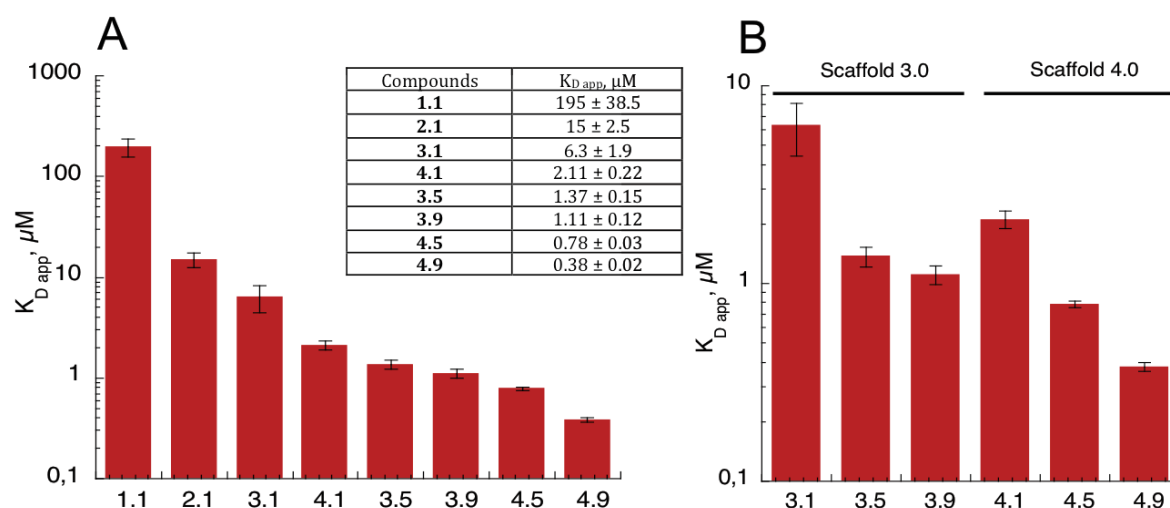 A
1000
100
10
1
0,1
K D app, µM
1.1 2.1 3.1 4.1 3.5 3.9 4.5 4.9
Compounds K D app, µM
1.1 195 ± 38.5
2.1 15 ± 2.5
3.1 6.3 ± 1.9
4.1 2.11 ± 0.22
3.5 1.37 ± 0.15
3.9 1.11 ± 0.12
4.5 0.78 ± 0.03
4.9 0.38 ± 0.02
B
Scaffold 3.0 Scaffold 4.0
10
1
0,1
K D app, µM
3.1 3.5 3.9 4.1 4.5 4.9